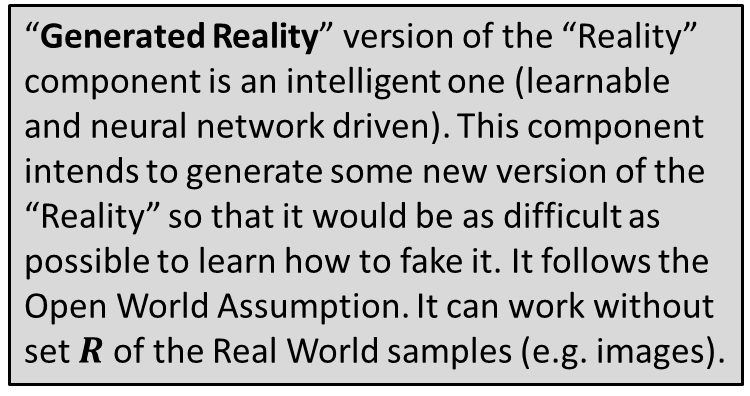 “Generated Reality” version of the “Reality”
component is an intelligent one (learnable
and neural network driven). This component
intends to generate some new version of the
“Reality” so that it would be as difficult as
possible to learn how to fake it. It follows the
Open World Assumption. It can work without
set R of the Real World samples (e.g. images).